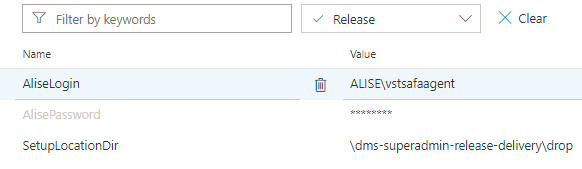 Filter by keywords
Release
Clear
Name Value
AliseLogin ALISE\vstsafaagent
AlisePassword ********
SetupLocationDir \dms-superadmin-release-delivery\drop